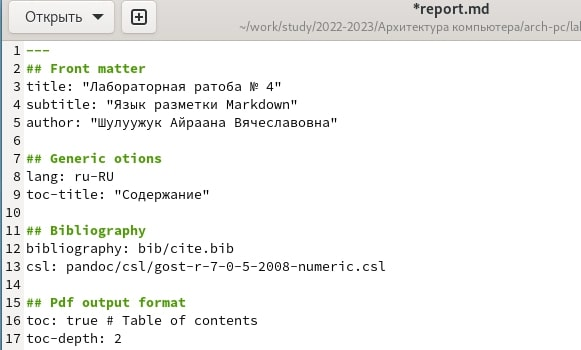 Открыть
*report.md
~/work/study/2022-2023/Архитектура компьютера/arch-pc/lal
1 ---
2 ## Front matter
3 title: "Лабораторная ратоба № 4"
4 subtitle: "Язык разметки Markdown"
5 author: "Шулуужук Айраана Вячеславовна"
6
7 ## Generic otions
8 lang: ru-RU
9 toc-title: "Содержание"
10
11 ## Bibliography
12 bibliography: bib/cite.bib
13 csl: pandoc/csl/gost-r-7-0-5-2008-numeric.csl
14
15 ## Pdf output format
16 toc: true # Table of contents
17 toc-depth: 2